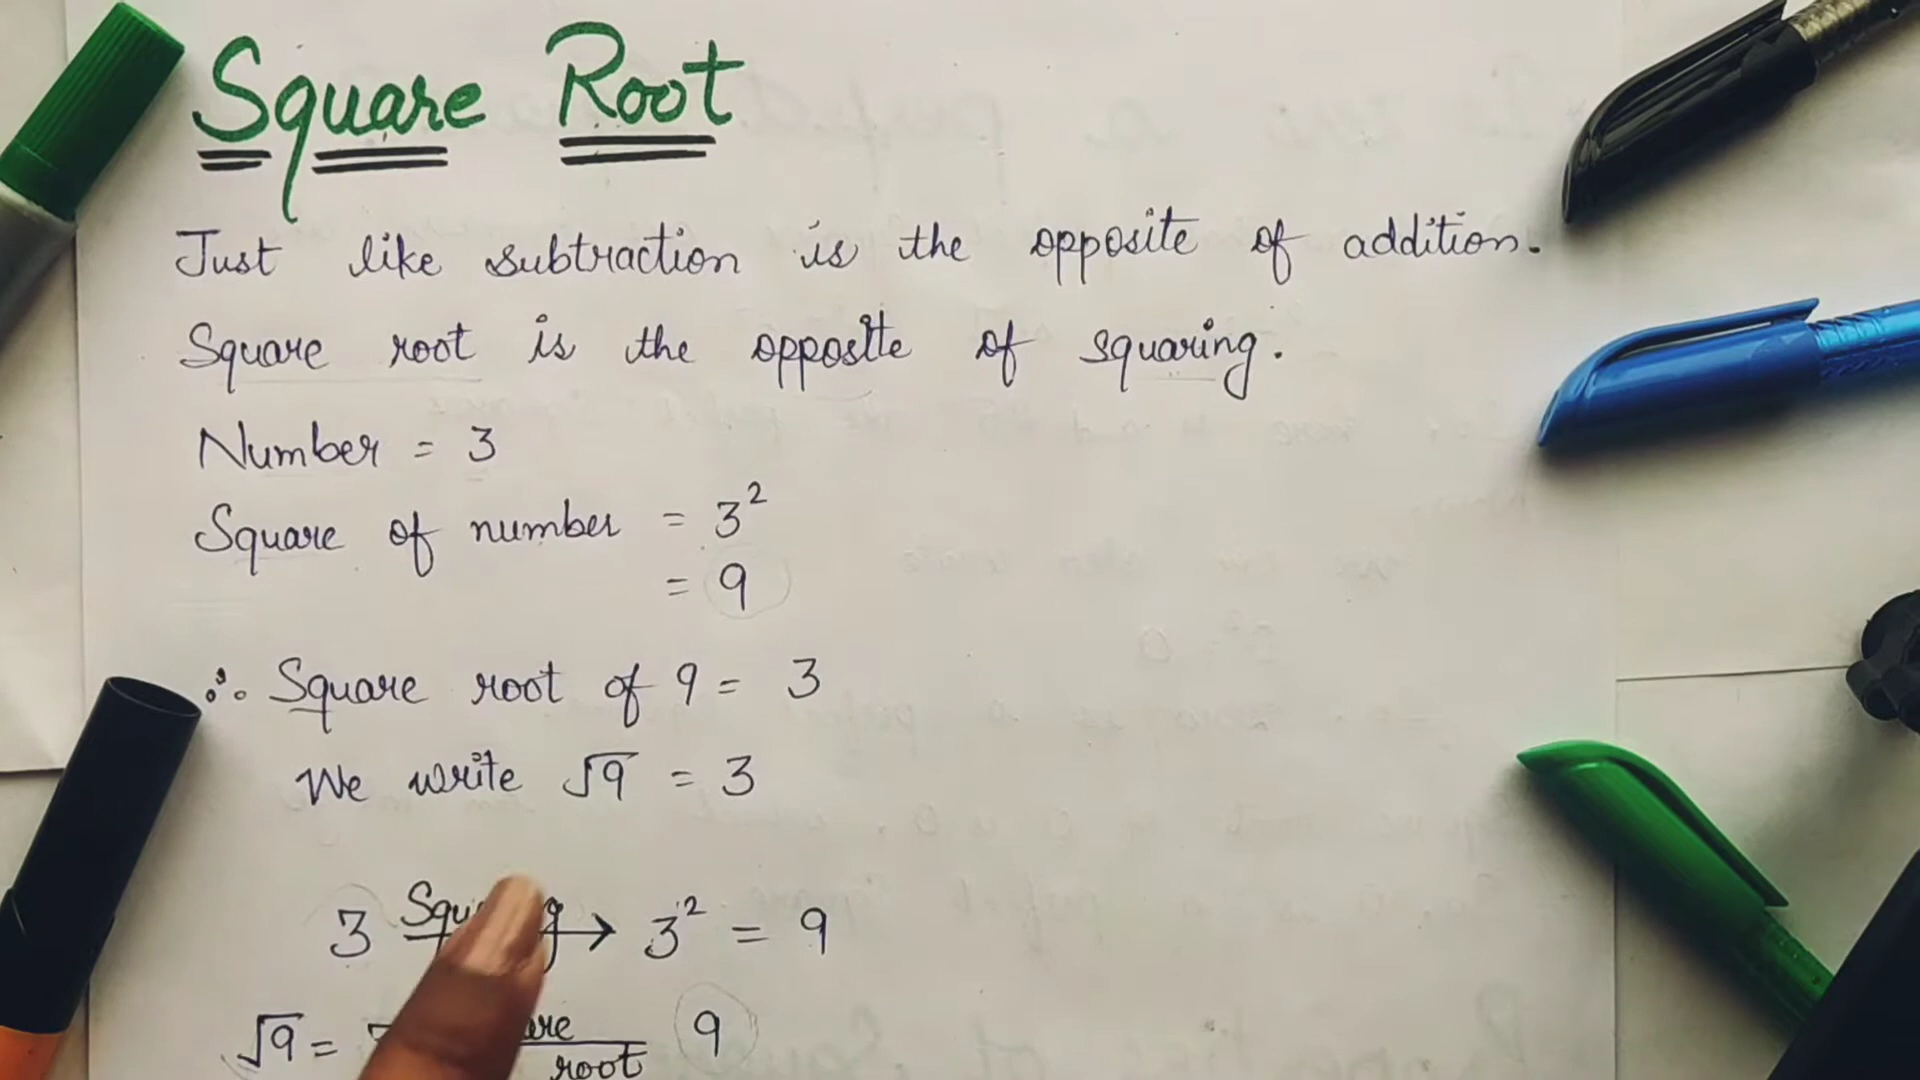 Square Root
Just like subtraction is the opposite of addition.
Square root is the opposite of squaring.
Number = 3
Square of number = 3²
= 9
∴ Square root of 9 = 3
We write √9 = 3
3 → 3² = 9
√9 = root 9